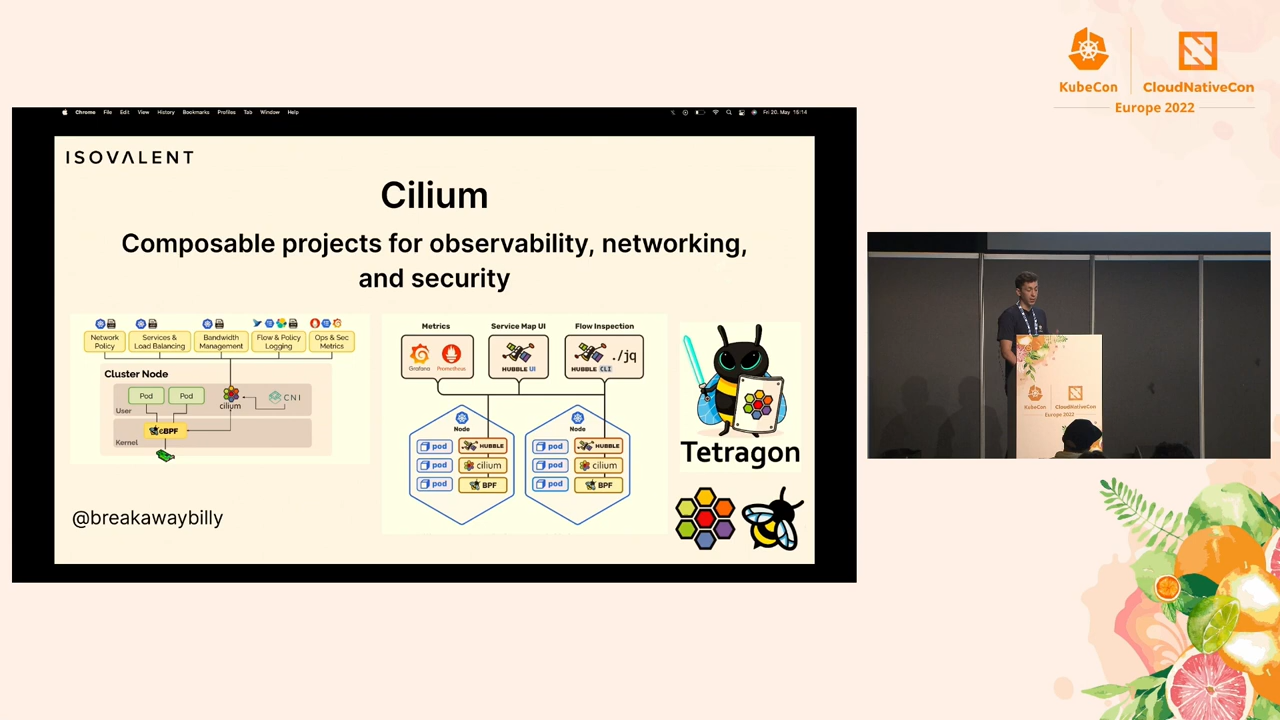 KubeCon
CloudNativeCon
Europe 2022
Chrome File Edit View History Bookmarks Profiles Tab Window Help
Fri 20. May 16:14
ISOVALENT
Cilium
Composable projects for observability, networking,
and security
Network
Policy
Services &
Load Balancing
Bandwidth
Management
Flow & Policy
Logging
Ops & Sec
Metrics
Cluster Node
Pod
Pod
cilium
CNI
User
eBPF
Kernel
Metrics
Service Map UI
Flow Inspection
Grafana
Prometheus
HUBBLE UI
./jq
HUBBLE CLI
Node
Node
pod
HUBBLE
pod
HUBBLE
pod
cilium
pod
cilium
pod
BPF
pod
BPF
Tetragon
@breakawaybilly
KubeCon
CloudNativeCon
Europe 2022